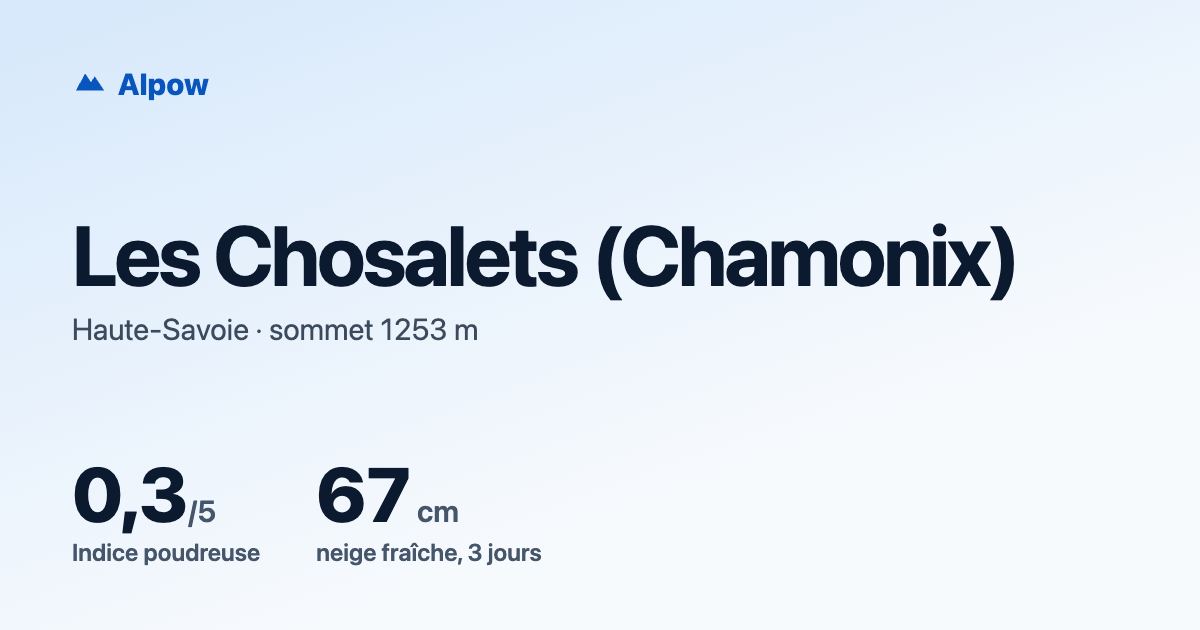 Alpow
Les Chosalets (Chamonix)
Haute-Savoie · sommet 1253 m
0,3/5 67 cm
Indice poudreuse neige fraîche, 3 jours